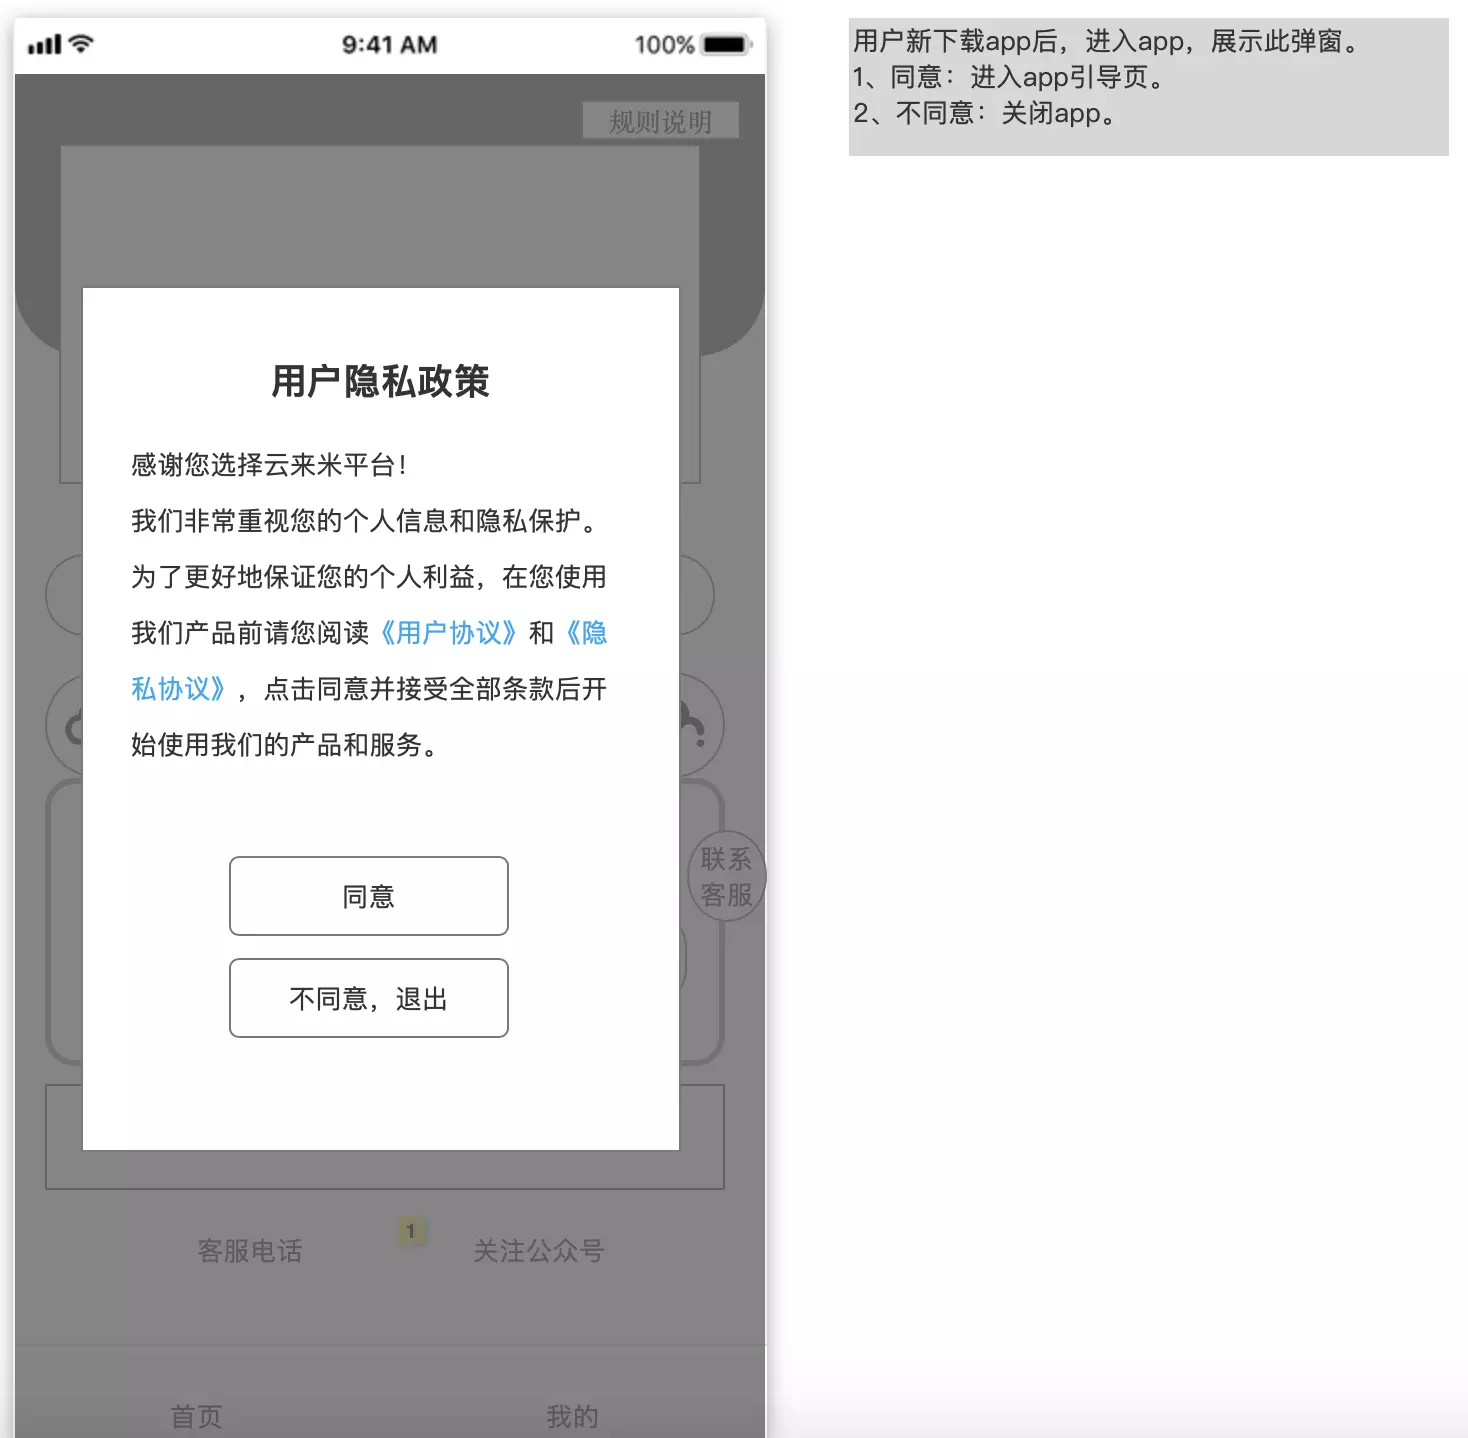 9:41 AM
100%
规则说明
用户隐私政策
感谢您选择云来米平台！
我们非常重视您的个人信息和隐私保护。
为了更好地保证您的个人利益，在您使用
我们产品前请您阅读《用户协议》和《隐
私协议》，点击同意并接受全部条款后开
始使用我们的产品和服务。
同意
不同意，退出
联系
客服
客服电话
1
关注公众号
首页
我的
用户新下载app后，进入app，展示此弹窗。
1、同意：进入app引导页。
2、不同意：关闭app。